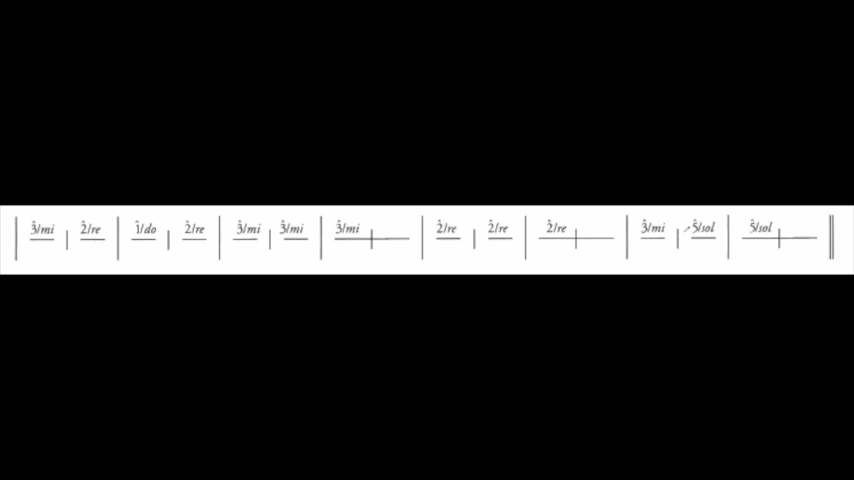 3̂/mi 2̂/re 1̂/do 2̂/re 3̂/mi 3̂/mi 3̂/mi 2̂/re 2̂/re 2̂/re 3̂/mi ↗5̂/sol 5̂/sol